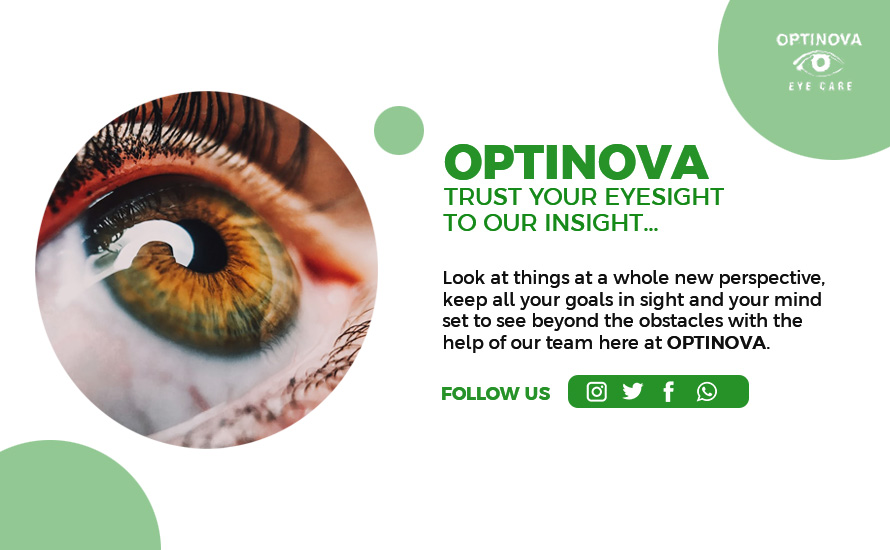 OPTINOVA
EYE CARE
OPTINOVA
TRUST YOUR EYESIGHT
TO OUR INSIGHT...
Look at things at a whole new perspective,
keep all your goals in sight and your mind
set to see beyond the obstacles with the
help of our team here at OPTINOVA.
FOLLOW US